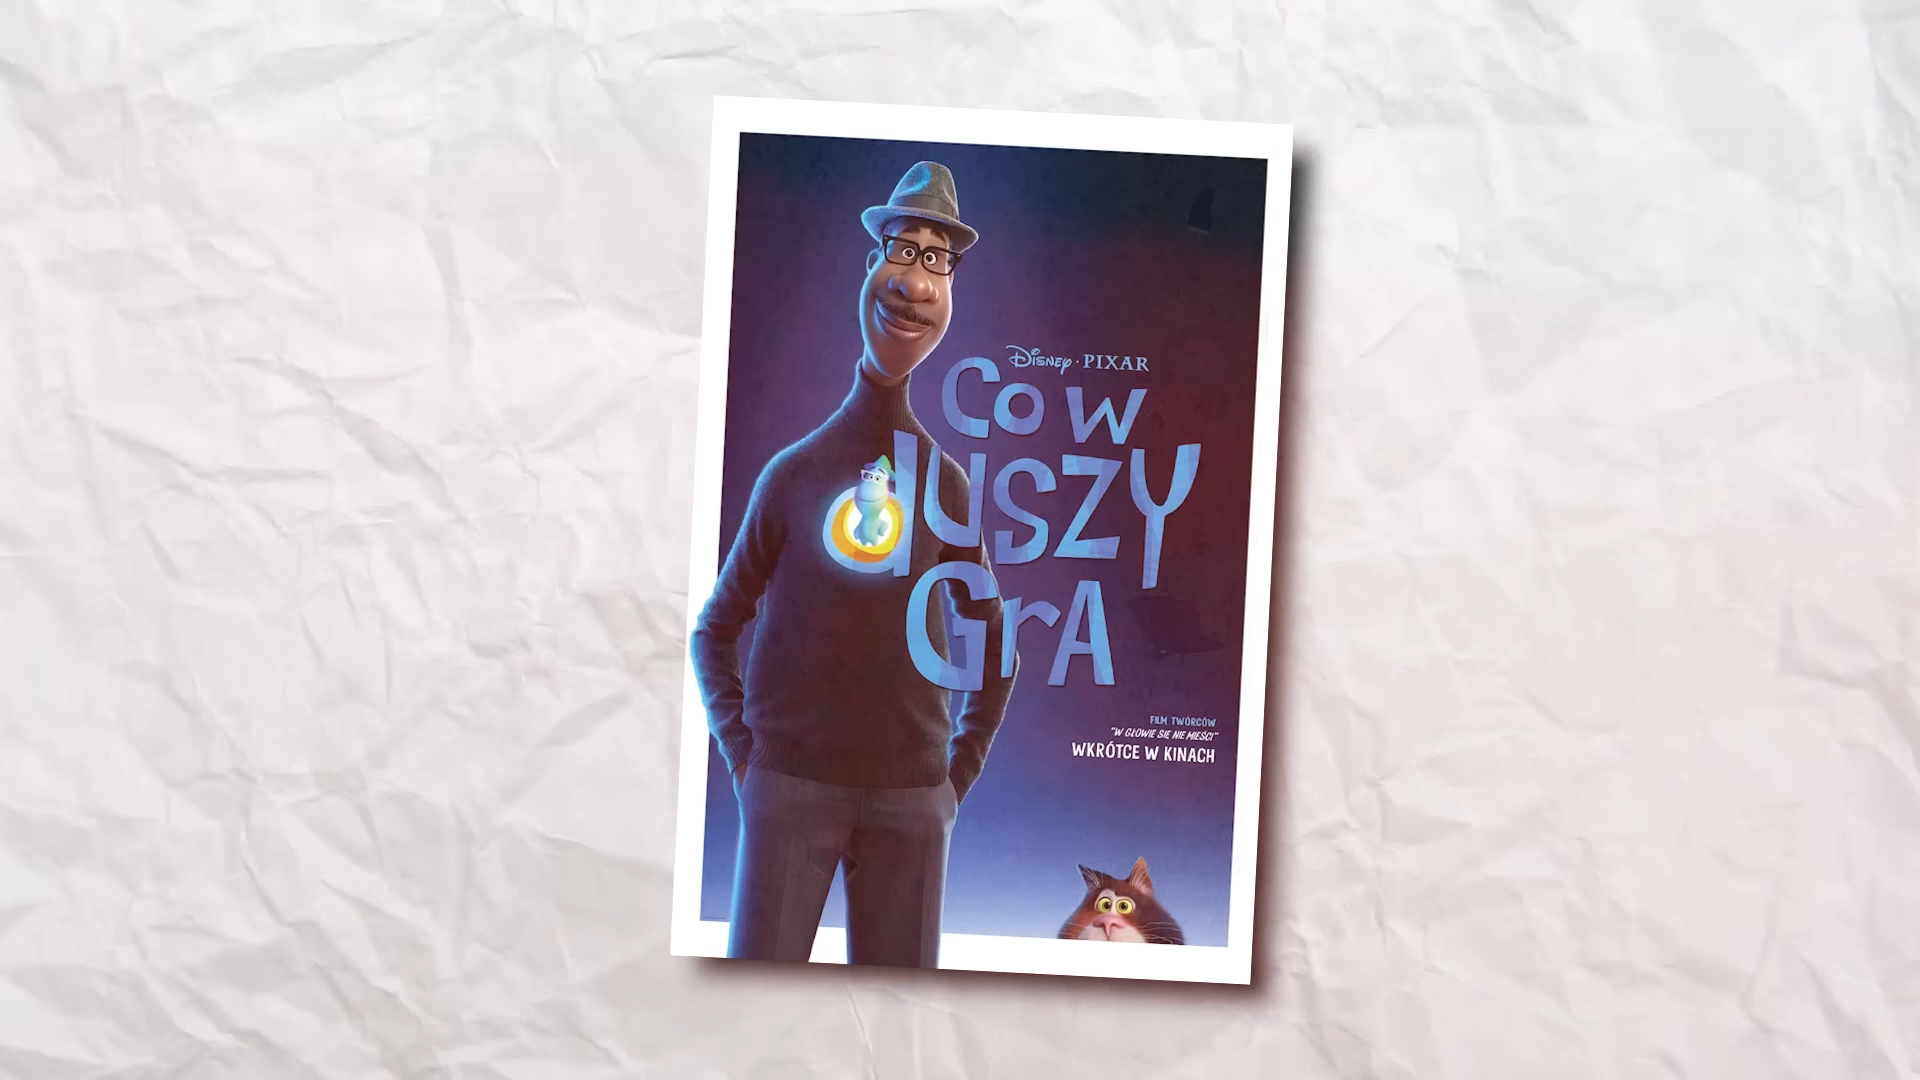 Disney · PIXAR
Co w
duszy
GrA
FILM TWÓRCÓW
"W GŁOWIE SIĘ NIE MIEŚCI"
WKRÓTCE W KINACH